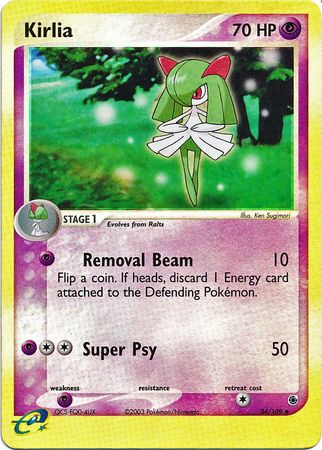 Kirlia 70 HP
Illus. Ken Sugimori
STAGE 1 Evolves from Ralts
Removal Beam 10
Flip a coin. If heads, discard 1 Energy card
attached to the Defending Pokémon.
Super Psy 50
weakness resistance retreat cost
©2003 Pokémon/Nintendo
34/109
e